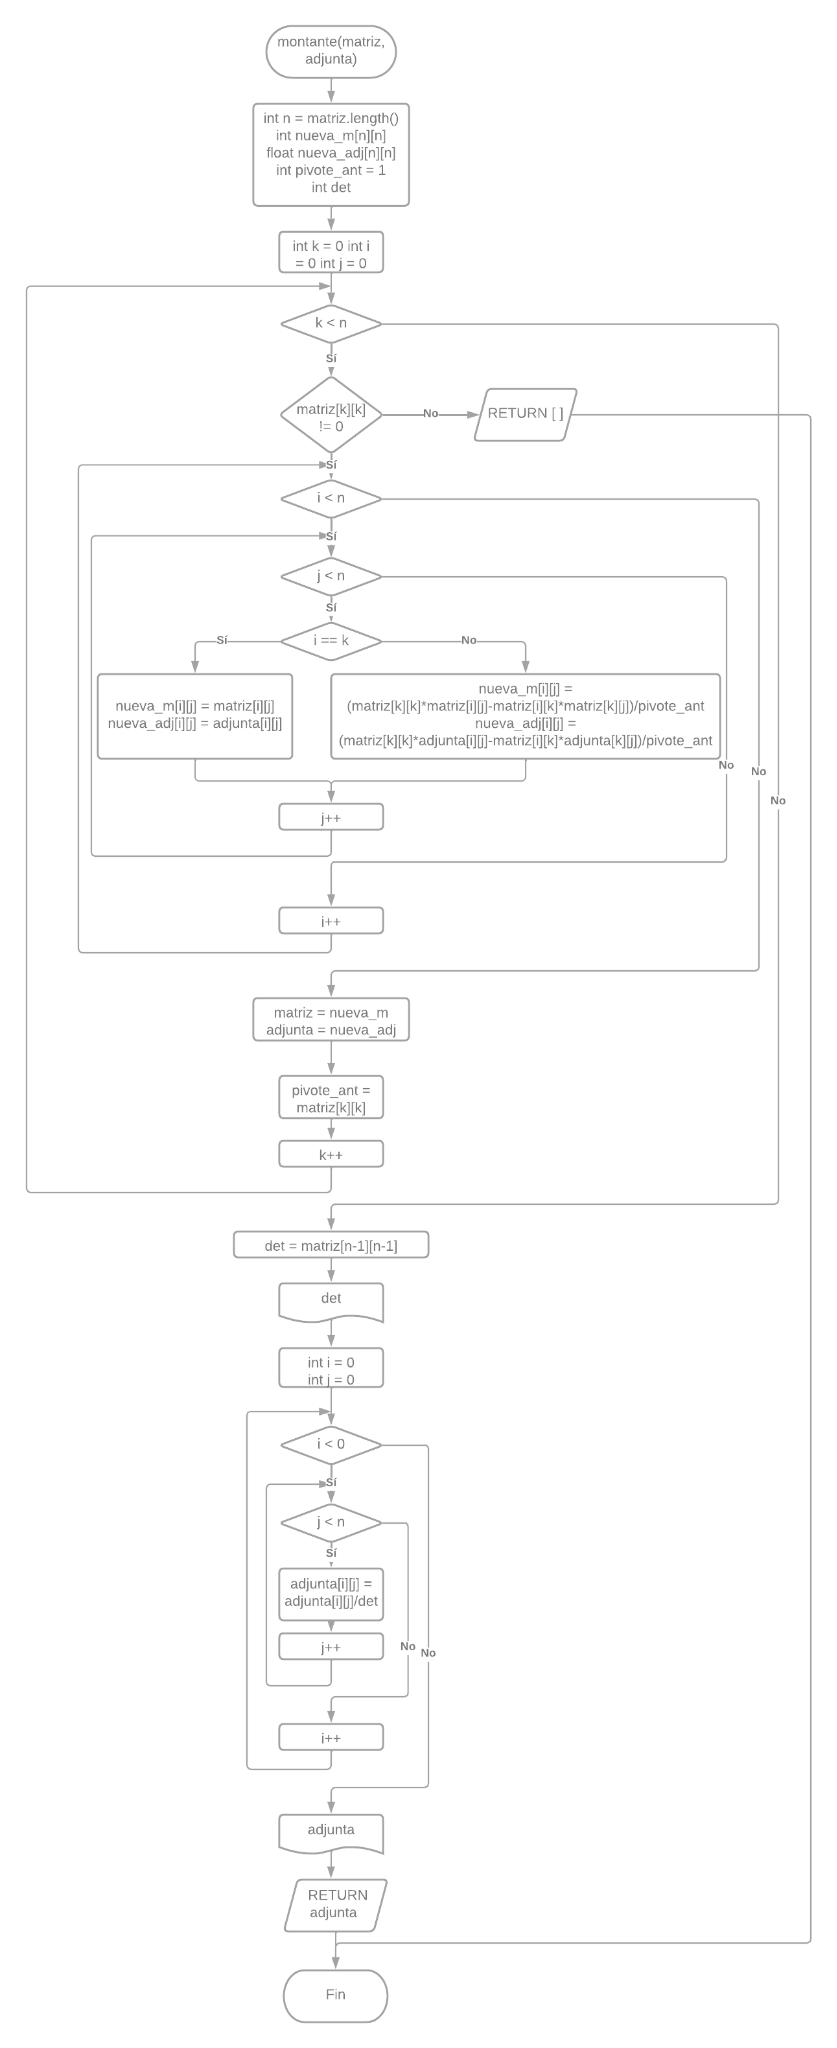 montante(matriz,
adjunta)
int n = matriz.length()
int nueva_m[n][n]
float nueva_adj[n][n]
int pivote_ant = 1
int det
int k = 0 int i
= 0 int j = 0
k < n
Sí
matriz[k][k]
!= 0
No
RETURN [ ]
Sí
i < n
Sí
j < n
Sí
i == k
Sí
No
nueva_m[i][j] = matriz[i][j]
nueva_adj[i][j] = adjunta[i][j]
nueva_m[i][j] =
(matriz[k][k]*matriz[i][j]-matriz[i][k]*matriz[k][j])/pivote_ant
nueva_adj[i][j] =
(matriz[k][k]*adjunta[i][j]-matriz[i][k]*adjunta[k][j])/pivote_ant
No
No
No
j++
i++
matriz = nueva_m
adjunta = nueva_adj
pivote_ant =
matriz[k][k]
k++
det = matriz[n-1][n-1]
det
int i = 0
int j = 0
i < 0
Sí
j < n
Sí
adjunta[i][j] =
adjunta[i][j]/det
j++
No
No
i++
adjunta
RETURN
adjunta
Fin